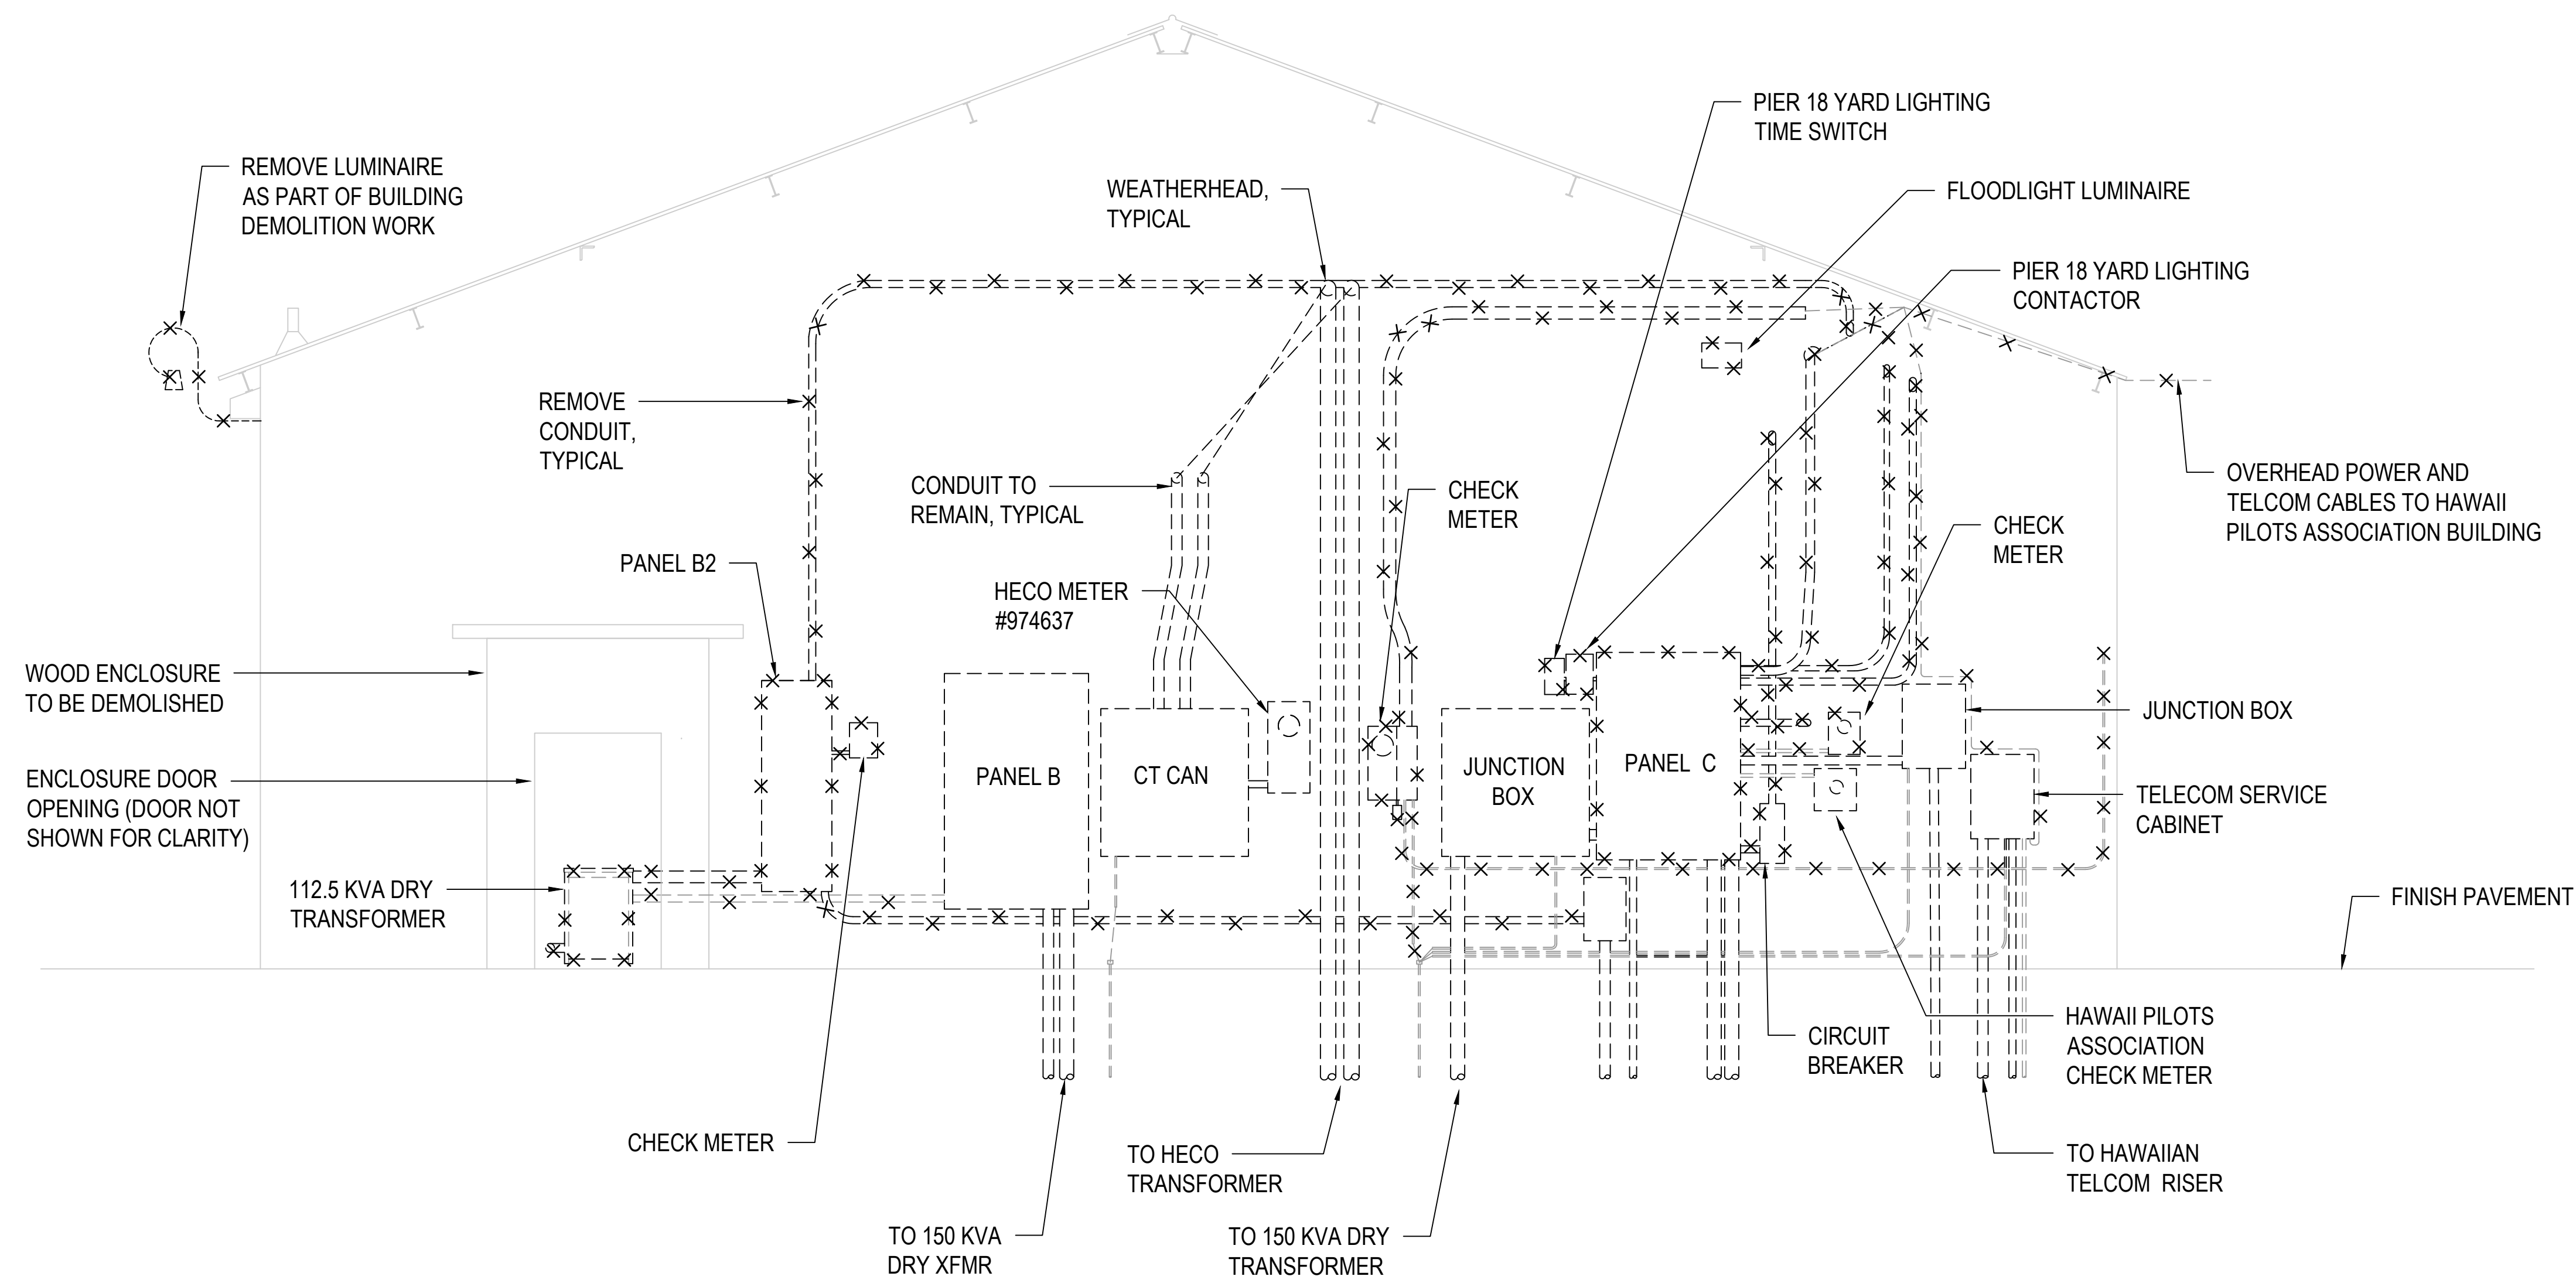 PIER 18 YARD LIGHTING
TIME SWITCH
REMOVE LUMINAIRE
AS PART OF BUILDING
DEMOLITION WORK
WEATHERHEAD,
TYPICAL
FLOODLIGHT LUMINAIRE
PIER 18 YARD LIGHTING
CONTACTOR
REMOVE
CONDUIT,
TYPICAL
CONDUIT TO
REMAIN, TYPICAL
CHECK
METER
OVERHEAD POWER AND
TELCOM CABLES TO HAWAII
PILOTS ASSOCIATION BUILDING
CHECK
METER
PANEL B2
HECO METER
#974637
WOOD ENCLOSURE
TO BE DEMOLISHED
JUNCTION BOX
ENCLOSURE DOOR
OPENING (DOOR NOT
SHOWN FOR CLARITY)
PANEL B
CT CAN
JUNCTION
BOX
PANEL C
TELECOM SERVICE
CABINET
112.5 KVA DRY
TRANSFORMER
FINISH PAVEMENT
CIRCUIT
BREAKER
HAWAII PILOTS
ASSOCIATION
CHECK METER
CHECK METER
TO HECO
TRANSFORMER
TO HAWAIIAN
TELCOM RISER
TO 150 KVA
DRY XFMR
TO 150 KVA DRY
TRANSFORMER